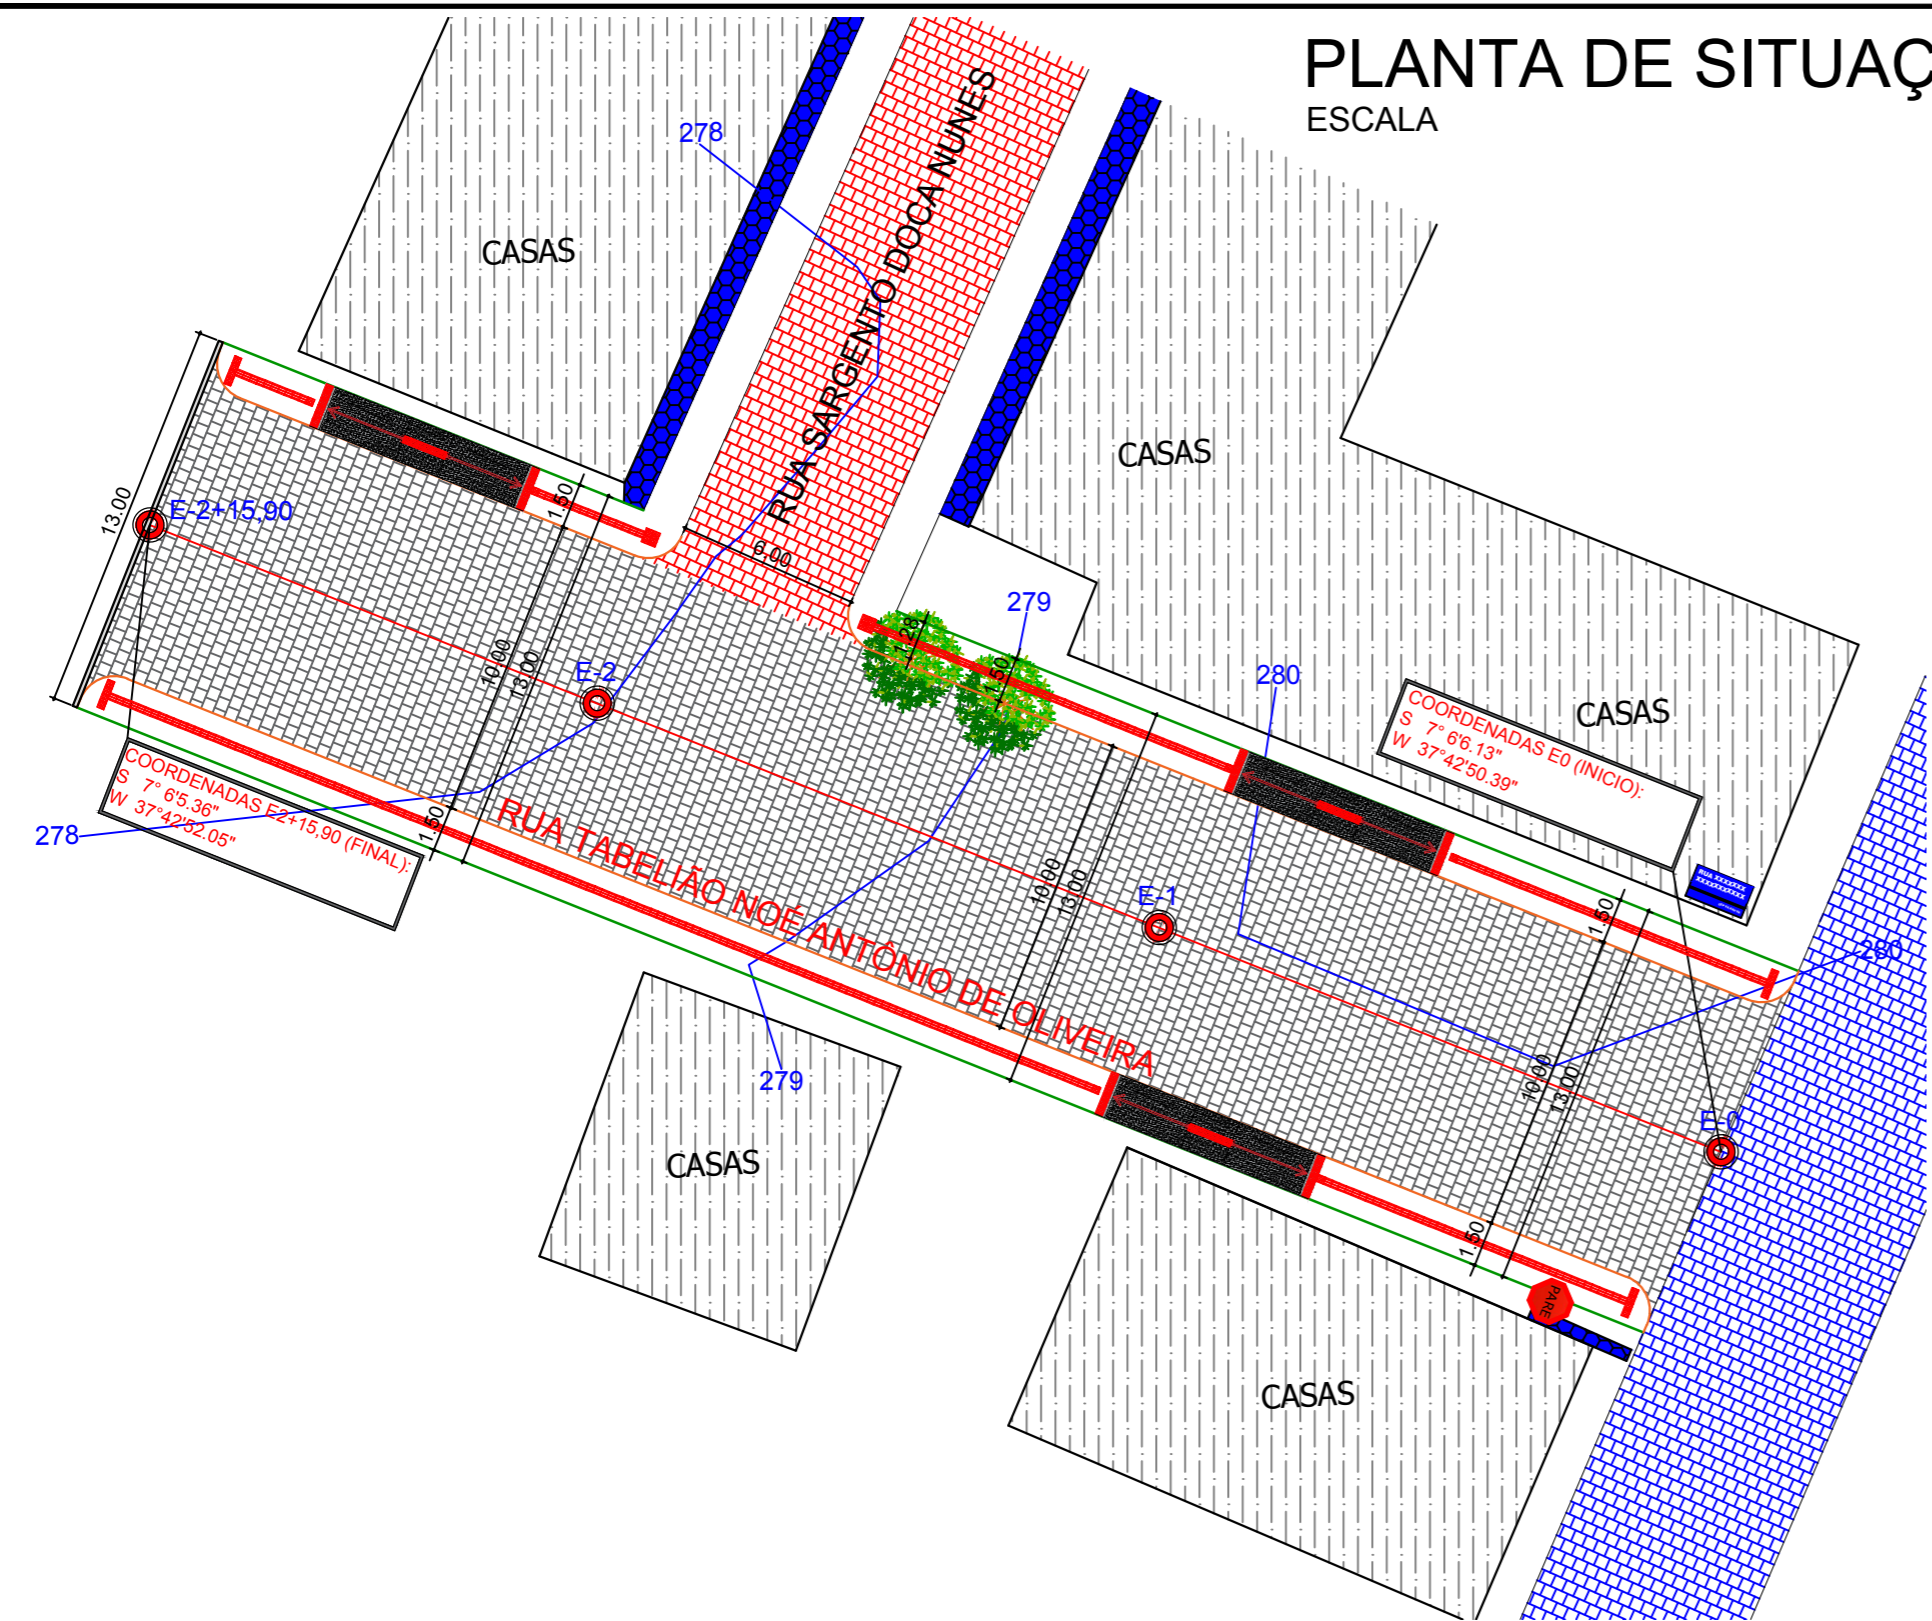 PLANTA DE SITUAÇ
ESCALA
278
RUA SARGENTO DOCA NUNES
CASAS
CASAS
13.00
E-2+15,90
1.50
6.00
279
1.28
1.50
280
10.00
13.00
E-2
CASAS
COORDENADAS E0 (INICIO):
S 7° 6'6.13"
W 37°42'50.39"
COORDENADAS E2+15,90 (FINAL):
S 7° 6'5.36"
W 37°42'52.05"
278
1.50
RUA TABELIÃO NOÉ ANTÔNIO DE OLIVEIRA
10.00
13.00
E-1
RUA XXXXXXX
XXXXXXXXXXX
1.50
280
279
10.00
13.00
E-0
CASAS
1.50
PARE
CASAS